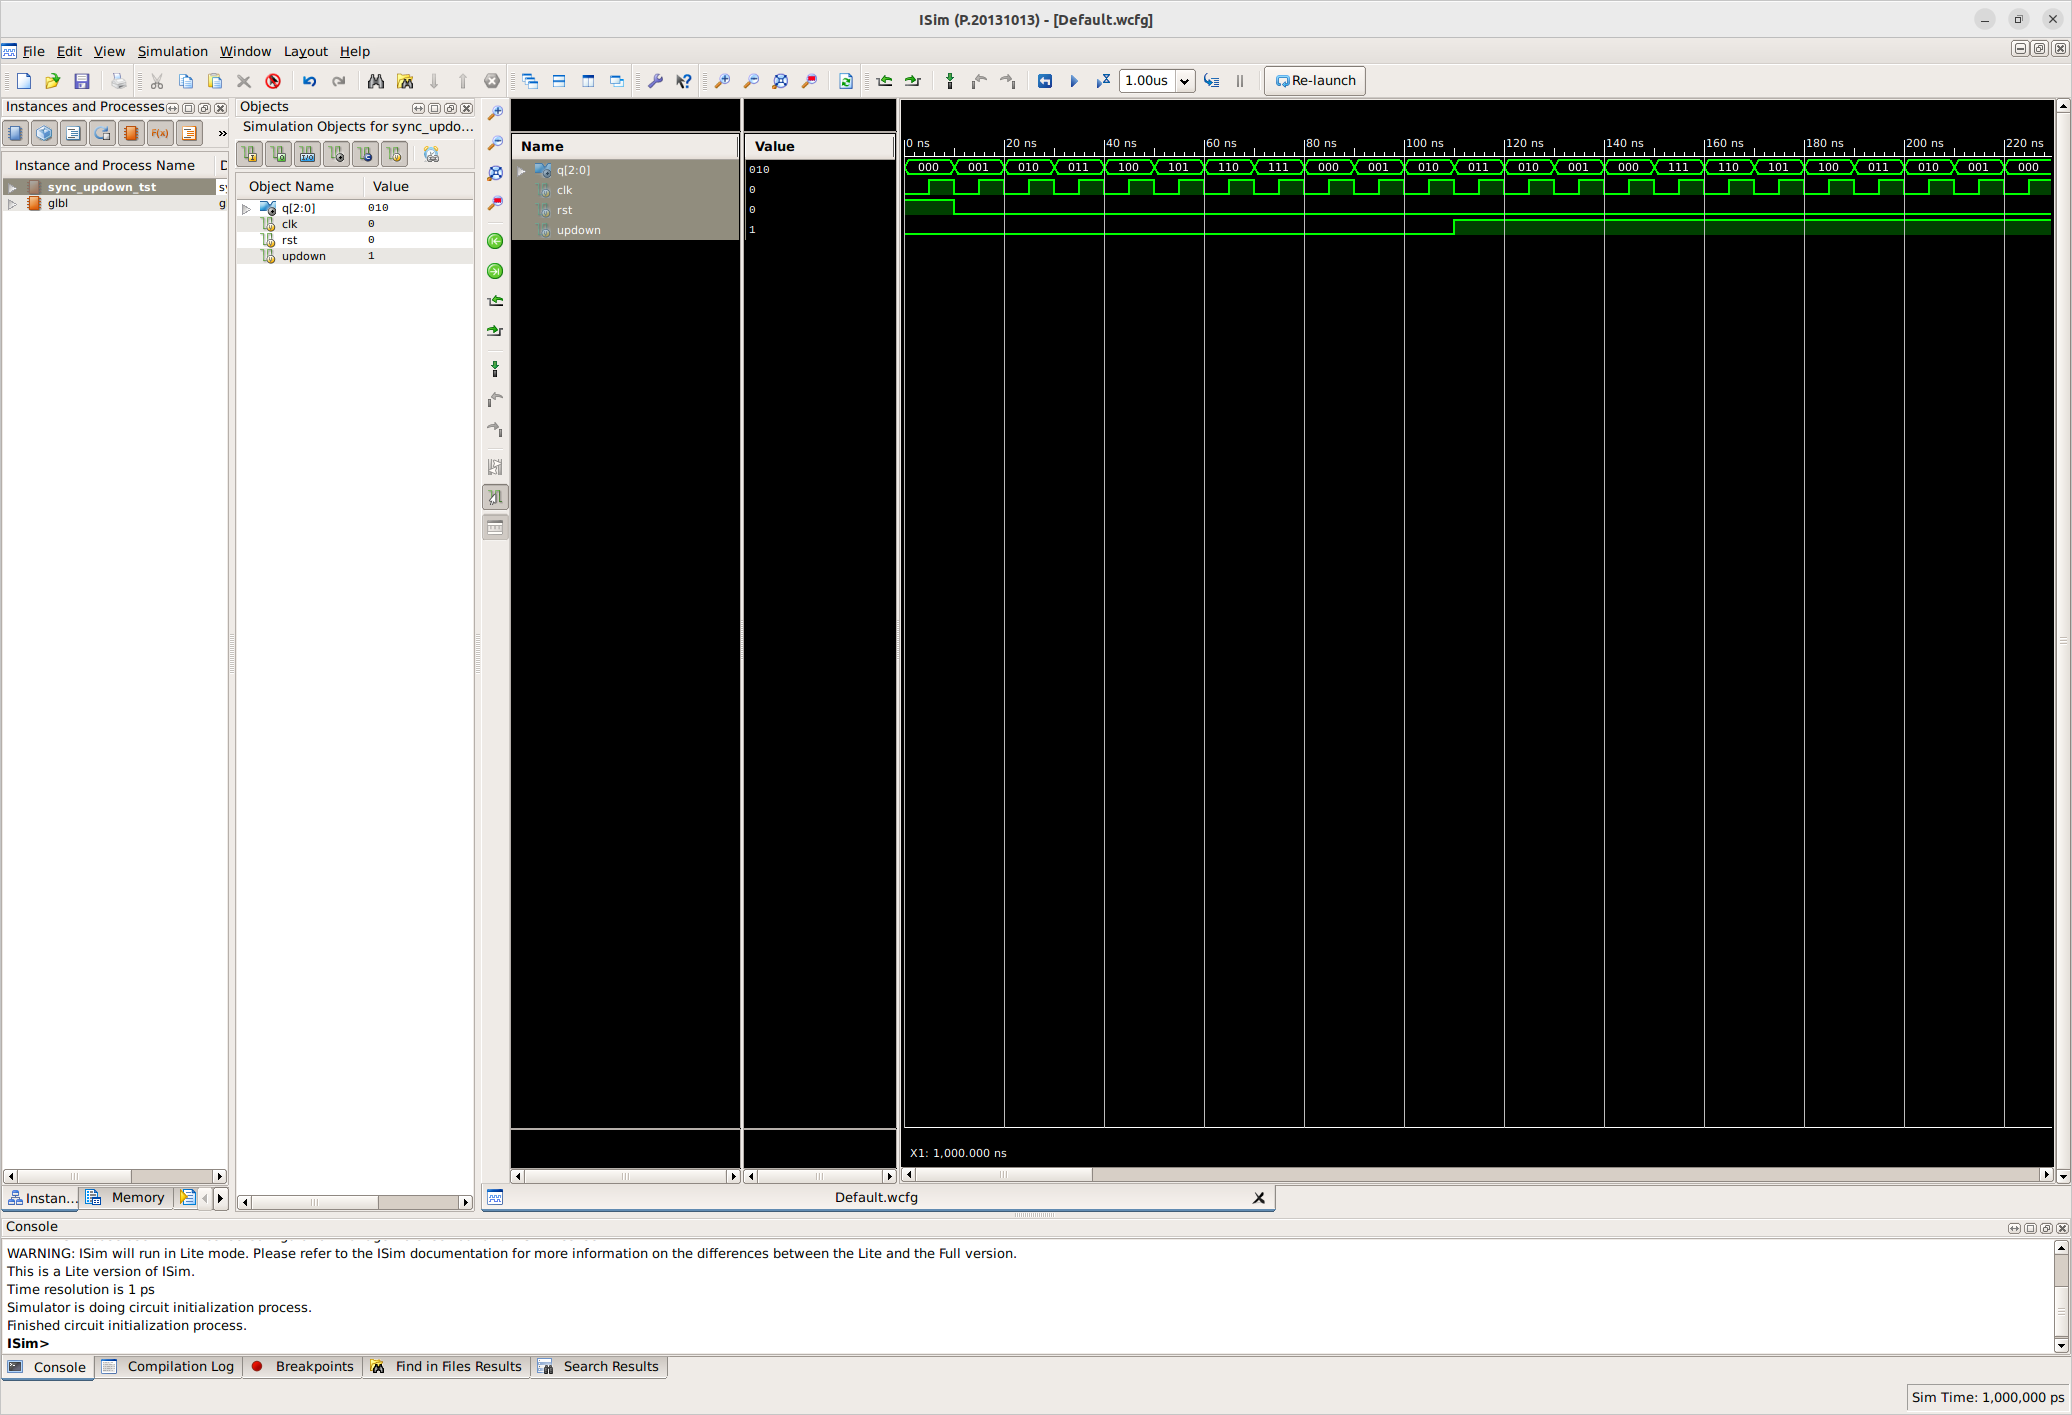 ISim (P.20131013) - [Default.wcfg]
File Edit View Simulation Window Layout Help
1.00us Re-launch
Instances and Processes
Objects
Simulation Objects for sync_updo...
Instance and Process Name D
sync_updown_tst sy
glbl g
Object Name Value
q[2:0] 010
clk 0
rst 0
updown 1
Name Value
q[2:0] 010
clk 0
rst 0
updown 1
0 ns 20 ns 40 ns 60 ns 80 ns 100 ns 120 ns 140 ns 160 ns 180 ns 200 ns 220 ns
000 001 010 011 100 101 110 111 000 001 010 011 010 001 000 111 110 101 100 011 010 001 000
X1: 1,000.000 ns
Instan... Memory
Default.wcfg
Console
WARNING: ISim will run in Lite mode. Please refer to the ISim documentation for more information on the differences between the Lite and the Full version.
This is a Lite version of ISim.
Time resolution is 1 ps
Simulator is doing circuit initialization process.
Finished circuit initialization process.
ISim>
Console Compilation Log Breakpoints Find in Files Results Search Results
Sim Time: 1,000,000 ps